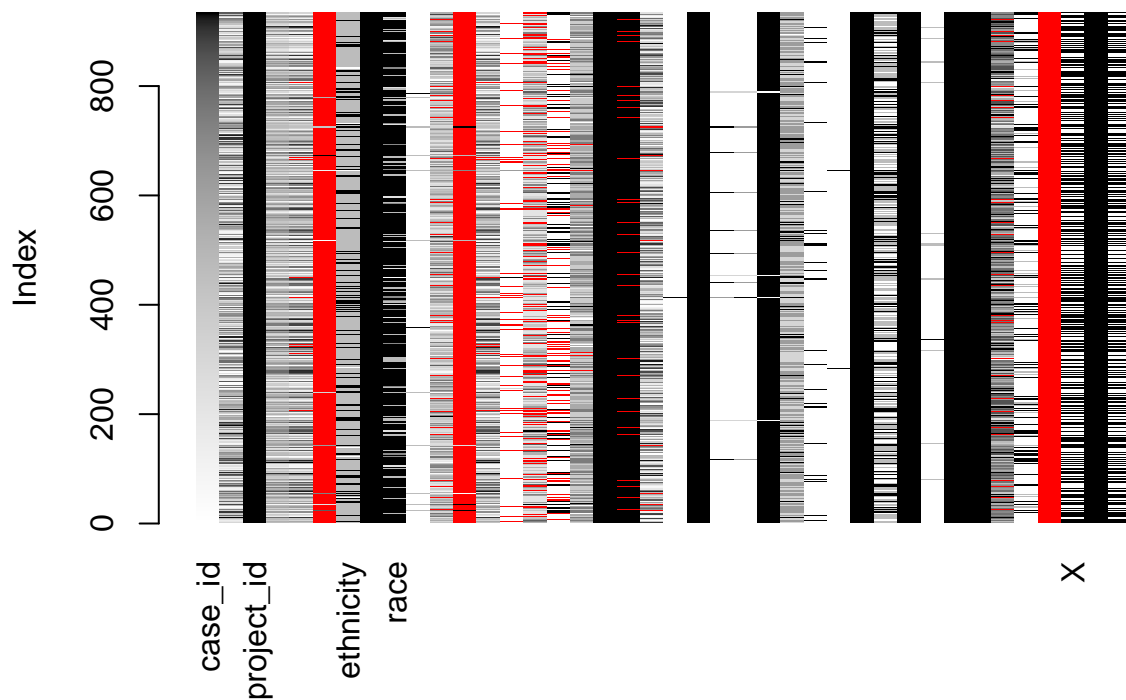 Index
800
600
400
200
0
case_id
project_id
ethnicity
race
X